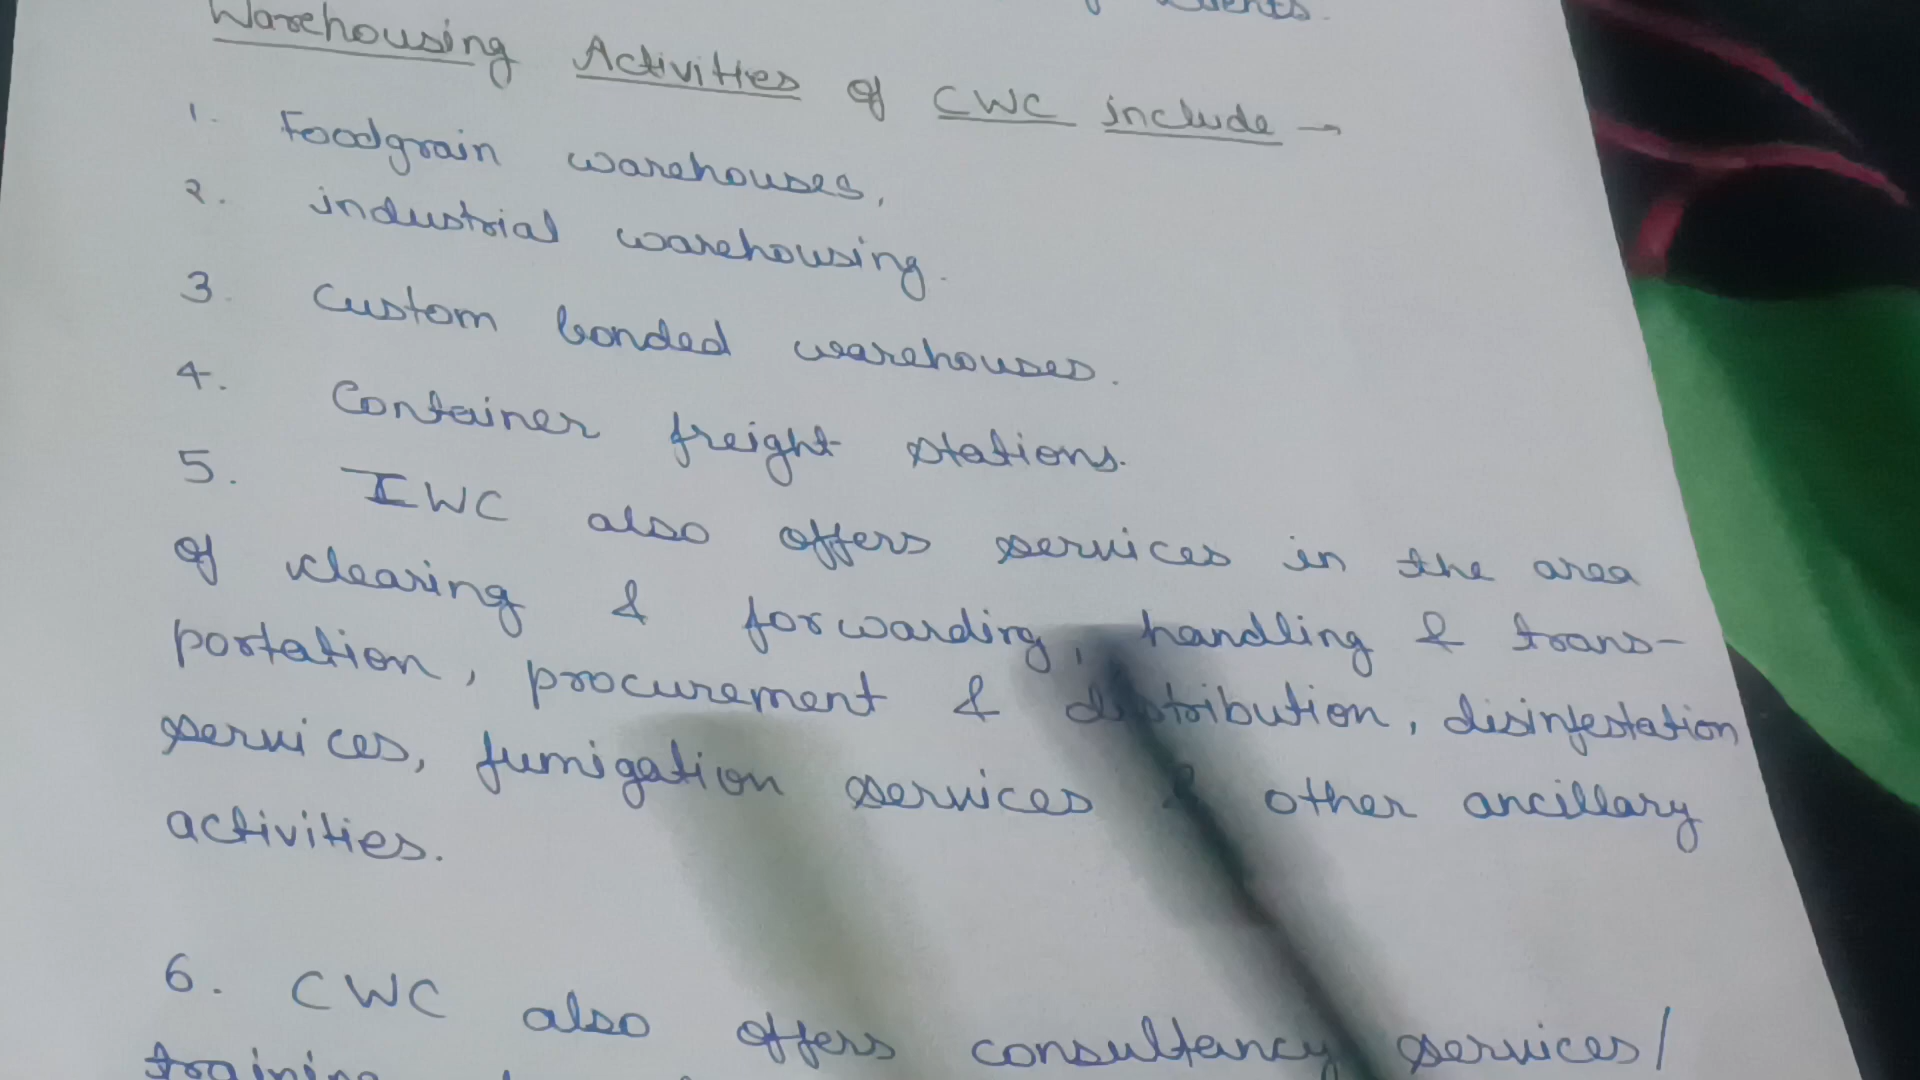 Warehousing Activities of CWC include →
1. Foodgrain warehouses,
2. industrial warehousing.
3. Custom bonded warehouses.
4. Container freight stations.
5. IWC also offers services in the area
of clearing & forwarding, handling & trans-
portation, procurement & distribution, disinfestation
services, fumigation services & other ancillary
activities.
6. CWC also offers consultancy services/
training